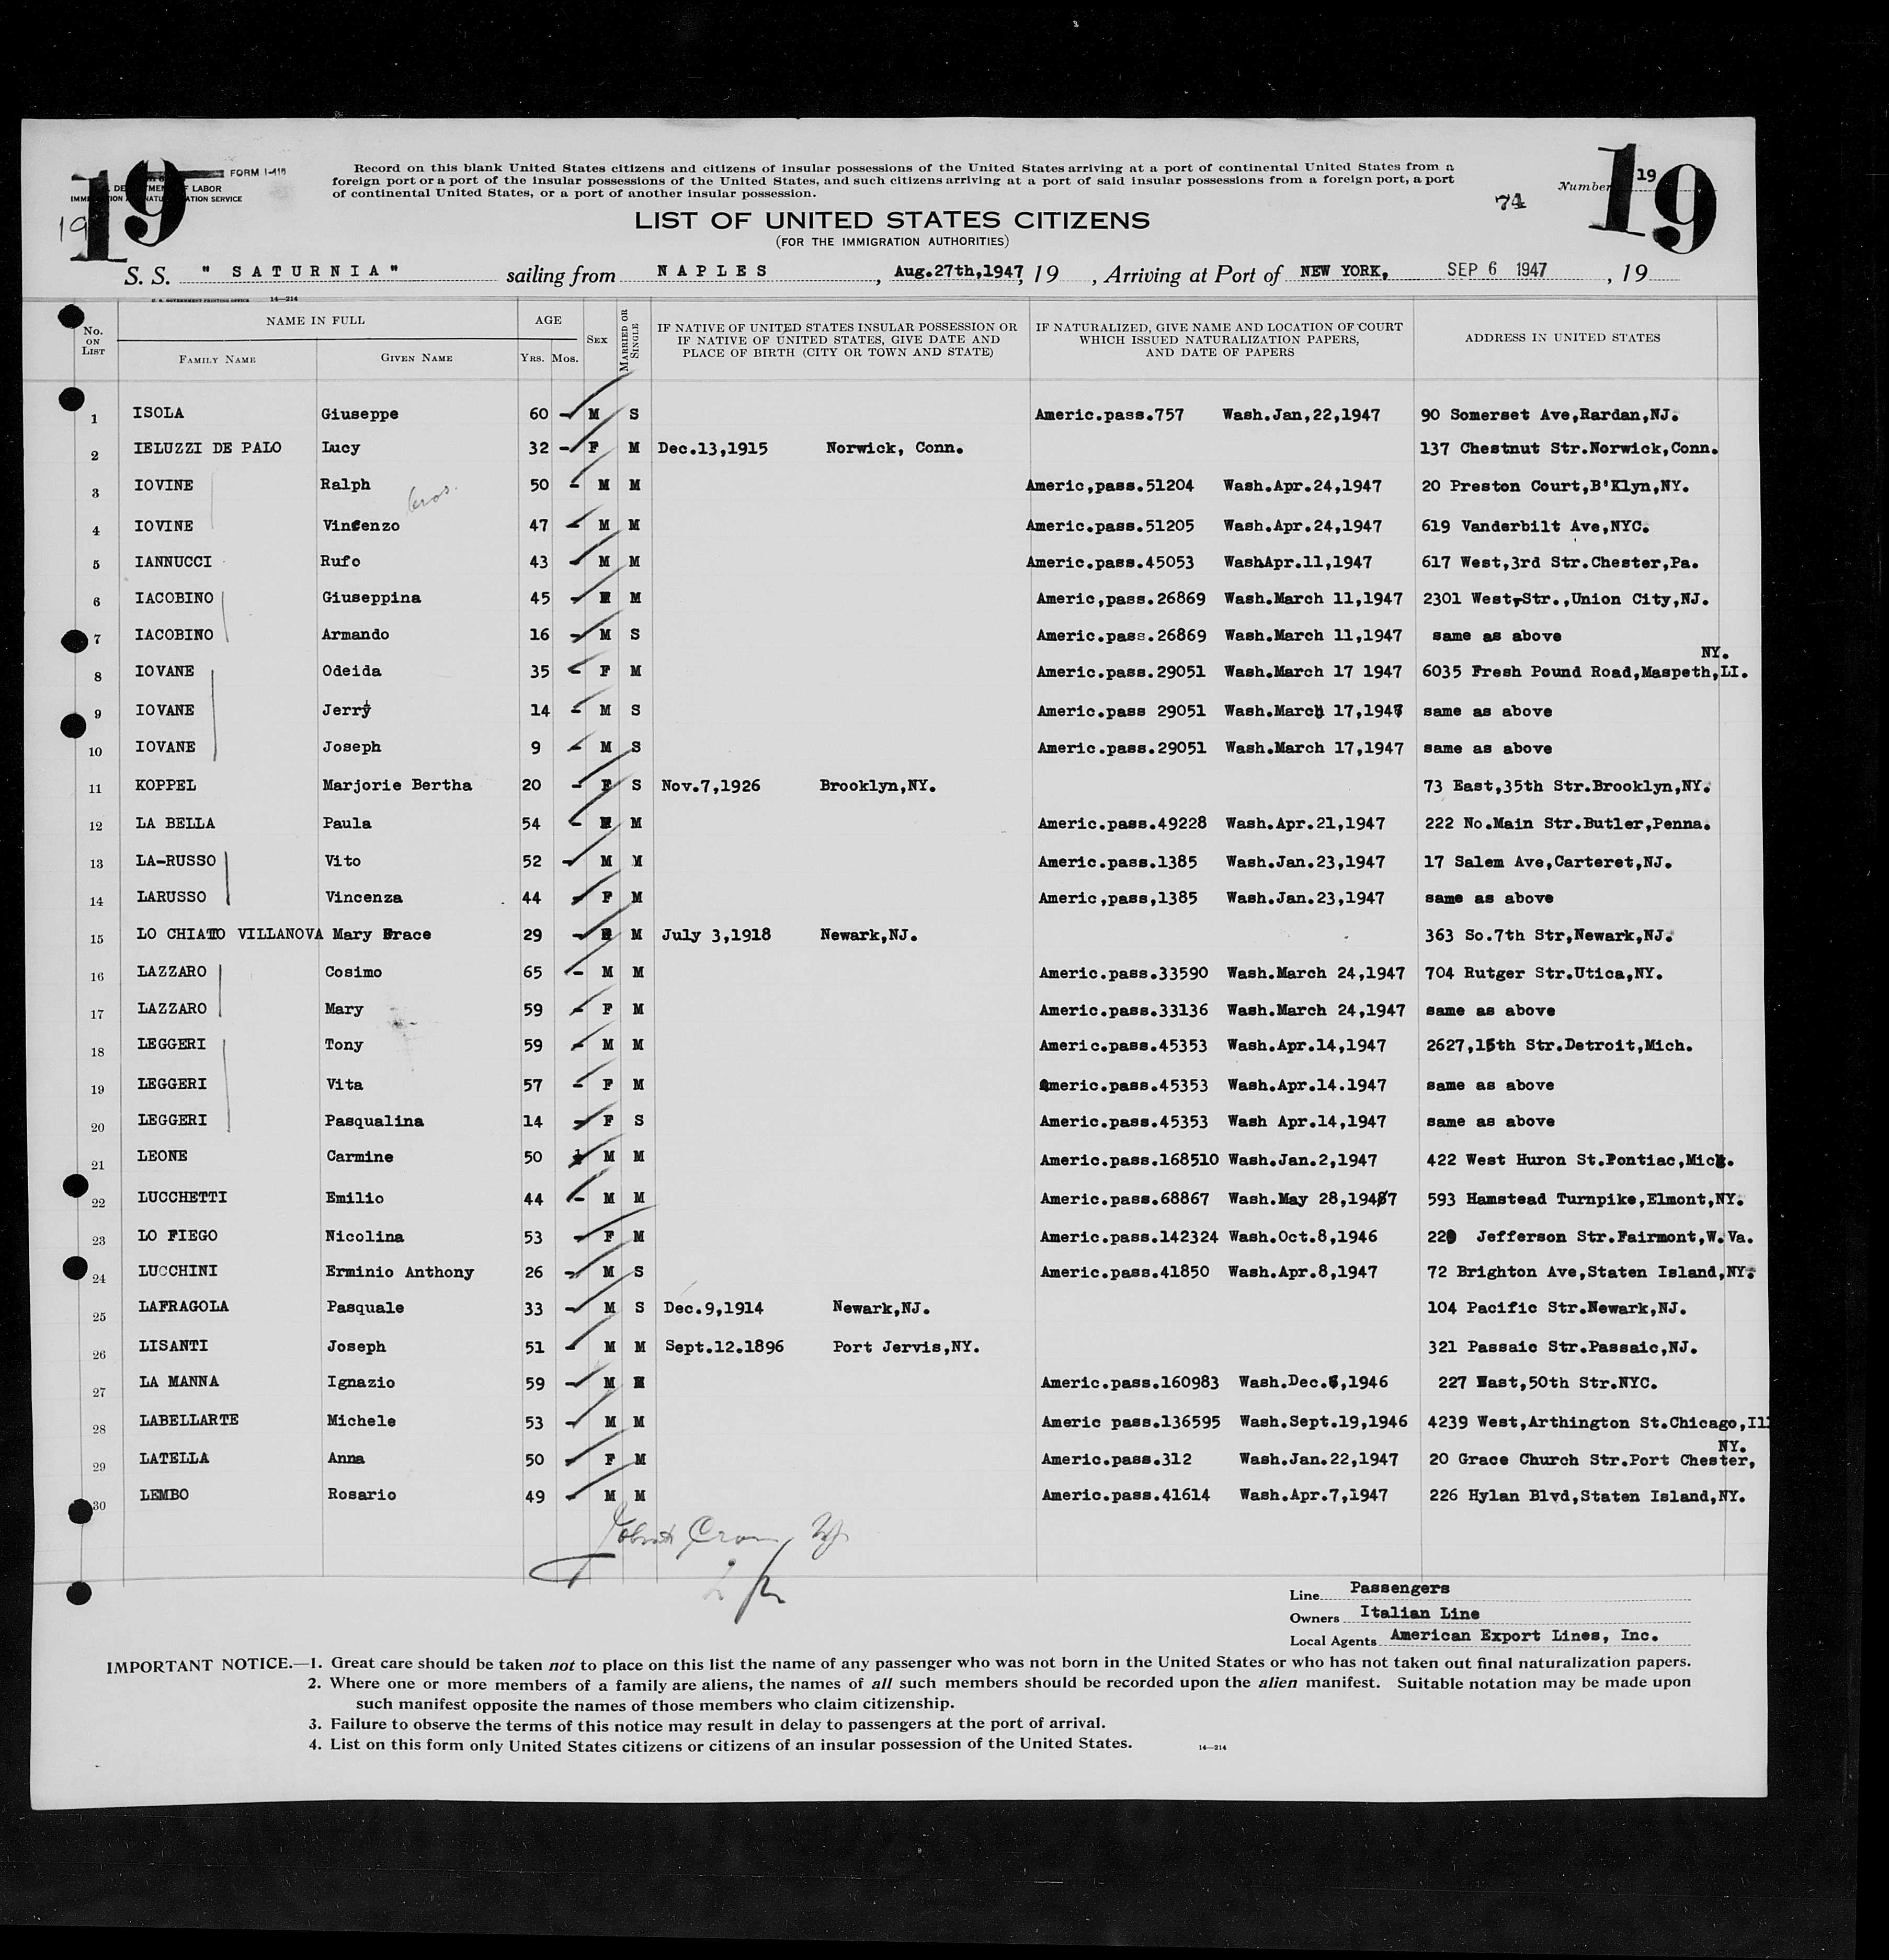 19
FORM I-415
DEPARTMENT OF LABOR
IMMIGRATION AND NATURALIZATION SERVICE
19
Record on this blank United States citizens and citizens of insular possessions of the United States arriving at a port of continental United States from a
foreign port or a port of the insular possessions of the United States, and such citizens arriving at a port of said insular possessions from a foreign port, a port
of continental United States, or a port of another insular possession.
74
Number 19
19
LIST OF UNITED STATES CITIZENS
(FOR THE IMMIGRATION AUTHORITIES)
S. S. " SATURNIA " sailing from NAPLES, Aug.27th,1947, 19 , Arriving at Port of NEW YORK, SEP 6 1947, 19
U. S. GOVERNMENT PRINTING OFFICE 14—214
No. ON LIST NAME IN FULL AGE SEX MARRIED OR SINGLE IF NATIVE OF UNITED STATES INSULAR POSSESSION OR IF NATIVE OF UNITED STATES, GIVE DATE AND PLACE OF BIRTH (CITY OR TOWN AND STATE) IF NATURALIZED, GIVE NAME AND LOCATION OF COURT WHICH ISSUED NATURALIZATION PAPERS, AND DATE OF PAPERS ADDRESS IN UNITED STATES
FAMILY NAME GIVEN NAME YRS. MOS.
1 ISOLA Giuseppe 60 - M S Americ.pass.757 Wash.Jan,22,1947 90 Somerset Ave,Rardan,NJ.
2 IELUZZI DE PALO Lucy 32 - F M Dec.13,1915 Norwick, Conn. 137 Chestnut Str.Norwick,Conn.
3 IOVINE Ralph 50 - M M Americ,pass.51204 Wash.Apr.24,1947 20 Preston Court,B'Klyn,NY.
bros.
4 IOVINE Vincenzo 47 - M M Americ.pass.51205 Wash.Apr.24,1947 619 Vanderbilt Ave,NYC.
5 IANNUCCI Rufo 43 - M M Americ.pass.45053 WashApr.11,1947 617 West,3rd Str.Chester,Pa.
6 IACOBINO Giuseppina 45 - F M Americ,pass.26869 Wash.March 11,1947 2301 West,Str.,Union City,NJ.
7 IACOBINO Armando 16 - M S Americ.pass.26869 Wash.March 11,1947 same as above
NY.
8 IOVANE Odeida 35 - F M Americ.pass.29051 Wash.March 17 1947 6035 Fresh Pound Road,Maspeth,LI.
9 IOVANE Jerry 14 - M S Americ.pass 29051 Wash.March 17,1947 same as above
10 IOVANE Joseph 9 - M S Americ.pass.29051 Wash.March 17,1947 same as above
11 KOPPEL Marjorie Bertha 20 - F S Nov.7,1926 Brooklyn,NY. 73 East,35th Str.Brooklyn,NY.
12 LA BELLA Paula 54 - F M Americ.pass.49228 Wash.Apr.21,1947 222 No.Main Str.Butler,Penna.
13 LA-RUSSO Vito 52 - M M Americ.pass.1385 Wash.Jan.23,1947 17 Salem Ave,Carteret,NJ.
14 LARUSSO Vincenza 44 - F M Americ,pass,1385 Wash.Jan.23,1947 same as above
15 LO CHIATTO VILLANOVA Mary Grace 29 - F M July 3,1918 Newark,NJ. 363 So.7th Str,Newark,NJ.
16 LAZZARO Cosimo 65 - M M Americ.pass.33590 Wash.March 24,1947 704 Rutger Str.Utica,NY.
17 LAZZARO Mary 59 - F M Americ.pass.33136 Wash.March 24,1947 same as above
18 LEGGERI Tony 59 - M M Americ.pass.45353 Wash.Apr.14,1947 2627,15th Str.Detroit,Mich.
19 LEGGERI Vita 57 - F M Americ.pass.45353 Wash.Apr.14.1947 same as above
20 LEGGERI Pasqualina 14 - F S Americ.pass.45353 Wash Apr.14,1947 same as above
21 LEONE Carmine 50 M M Americ.pass.168510 Wash.Jan.2,1947 422 West Huron St.Pontiac,Mich.
22 LUCCHETTI Emilio 44 - M M Americ.pass.68867 Wash.May 28,1947 593 Hamstead Turnpike,Elmont,NY.
23 LO FIEGO Nicolina 53 - F M Americ.pass.142324 Wash.Oct.8,1946 220 Jefferson Str.Fairmont,W.Va.
24 LUCCHINI Erminio Anthony 26 - M S Americ.pass.41850 Wash.Apr.8,1947 72 Brighton Ave,Staten Island,NY.
25 LAFRAGOLA Pasquale 33 - M S Dec.9,1914 Newark,NJ. 104 Pacific Str.Newark,NJ.
26 LISANTI Joseph 51 - M M Sept.12.1896 Port Jervis,NY. 321 Passaic Str.Passaic,NJ.
27 LA MANNA Ignazio 59 - M M Americ.pass.160983 Wash.Dec.,1946 227 East,50th Str.NYC.
28 LABELLARTE Michele 53 - M M Americ pass.136595 Wash.Sept.19,1946 4239 West,Arthington St.Chicago,Ill
NY.
29 LATELLA Anna 50 - F M Americ.pass.312 Wash.Jan.22,1947 20 Grace Church Str.Port Chester,
30 LEMBO Rosario 49 - M M Americ.pass.41614 Wash.Apr.7,1947 226 Hylan Blvd,Staten Island,NY.
Line Passengers
Owners Italian Line
Local Agents American Export Lines, Inc.
IMPORTANT NOTICE.—1. Great care should be taken not to place on this list the name of any passenger who was not born in the United States or who has not taken out final naturalization papers.
2. Where one or more members of a family are aliens, the names of all such members should be recorded upon the alien manifest. Suitable notation may be made upon
such manifest opposite the names of those members who claim citizenship.
3. Failure to observe the terms of this notice may result in delay to passengers at the port of arrival.
4. List on this form only United States citizens or citizens of an insular possession of the United States.
14—214